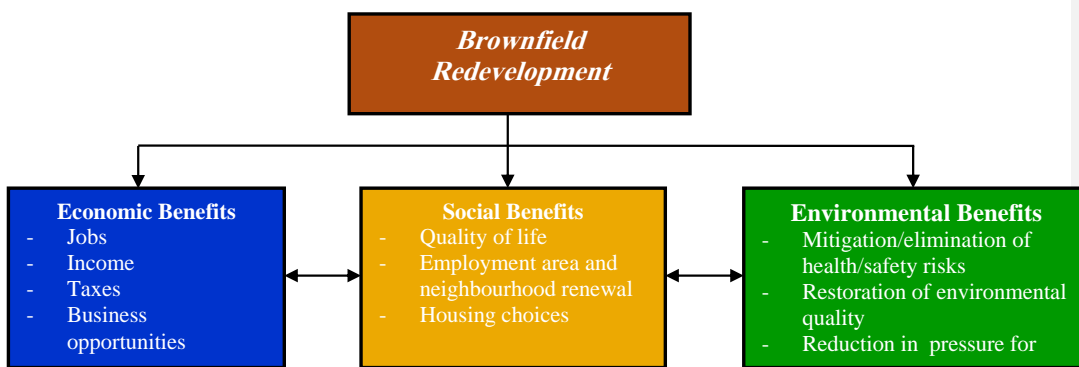 Brownfield
Redevelopment
Economic Benefits
- Jobs
- Income
- Taxes
- Business
opportunities
Social Benefits
- Quality of life
- Employment area and
neighbourhood renewal
- Housing choices
Environmental Benefits
- Mitigation/elimination of
health/safety risks
- Restoration of environmental
quality
- Reduction in pressure for